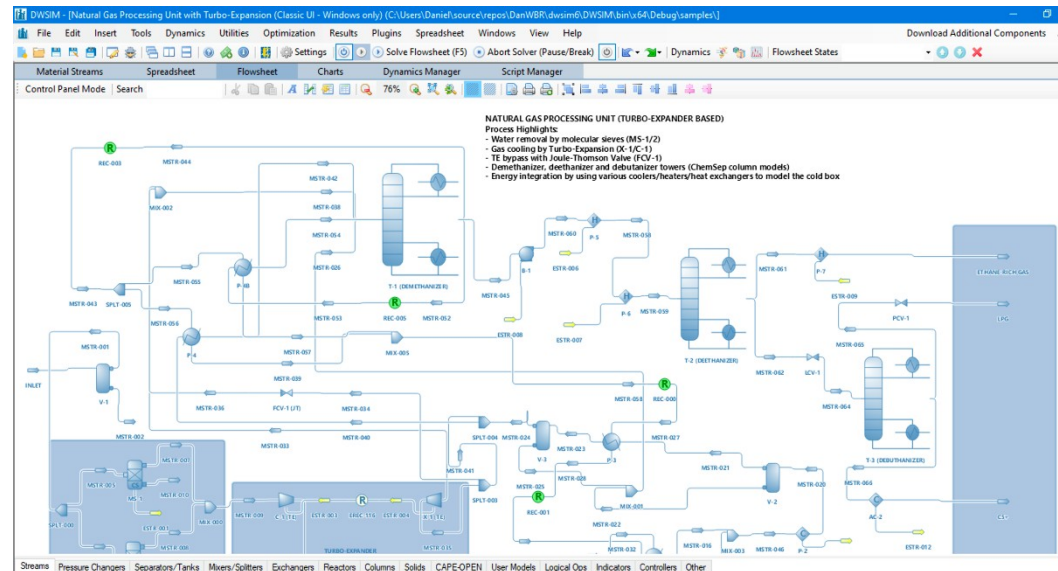 DWSIM - [Natural Gas Processing Unit with Turbo-Expansion (Classic UI - Windows only) (C:\Users\Daniel\source\repos\DanWBR\dwsim6\DWSIM\bin\x64\Debug\samples\]
File Edit Insert Tools Dynamics Utilities Optimization Results Plugins Spreadsheet Windows View Help Download Additional Components
Settings Solve Flowsheet (F5) Abort Solver (Pause/Break) Dynamics Flowsheet States
Material Streams Spreadsheet Flowsheet Charts Dynamics Manager Script Manager
Control Panel Mode Search 76%
NATURAL GAS PROCESSING UNIT (TURBO-EXPANDER BASED)
Process Highlights:
- Water removal by molecular sieves (MS-1/2)
- Gas cooling by Turbo-Expansion (X-1/C-1)
- TE bypass with Joule-Thomson Valve (FCV-1)
- Demethanizer, deethanizer and debutanizer towers (ChemSep column models)
- Energy integration by using various coolers/heaters/heat exchangers to model the cold box
R
REC-003 MSTR-044
MSTR-042
MIX-002
MSTR-038
MSTR-054
MSTR-026
MSTR-060 H P-5 MSTR-050
B-1
ESTR-006
MSTR-061 H P-7
ETHANE RICH GAS
MSTR-055
P-4B
T-1 (DEMETHANIZER)
MSTR-043 SPLT-005
MSTR-053 R REC-005 MSTR-052
MSTR-045
H P-6 MSTR-059
ESTR-009
PCV-1
LPG
MSTR-056
ESTR-008 ESTR-007
MSTR-001
P-4
MSTR-057
MIX-005
T-2 (DEETHANIZER)
MSTR-065
INLET
V-1
MSTR-039
MSTR-062 LCV-1
MSTR-058 R REC-000
MSTR-036 FCV-1 (JT) MSTR-034
MSTR-064
MSTR-002
MSTR-033 MSTR-040
SPLT-004 MSTR-024
V-3
MSTR-023
P-3
MSTR-027
MSTR-007
MSTR-041
MSTR-021
T-3 (DEBUTHANIZER)
MSTR-005
MS-1
MSTR-010
MSTR-025 MSTR-028
SPLT-003
V-2
MSTR-020
MSTR-066
R
REC-001
MIX-001
C
AC-2
C5+
SPLT-000
ESTR-001
MIX-000
MSTR-009
C-1 (TE)
ESTR-003
R
EREC-116
ESTR-004
X-1 (TE)
MSTR-022
MSTR-006
TURBO-EXPANDER
MSTR-035
MSTR-032
MSTR-016 MIX-003 MSTR-046
C
P-2
ESTR-012
Streams Pressure Changers Separators/Tanks Mixers/Splitters Exchangers Reactors Columns Solids CAPE-OPEN User Models Logical Ops Indicators Controllers Other